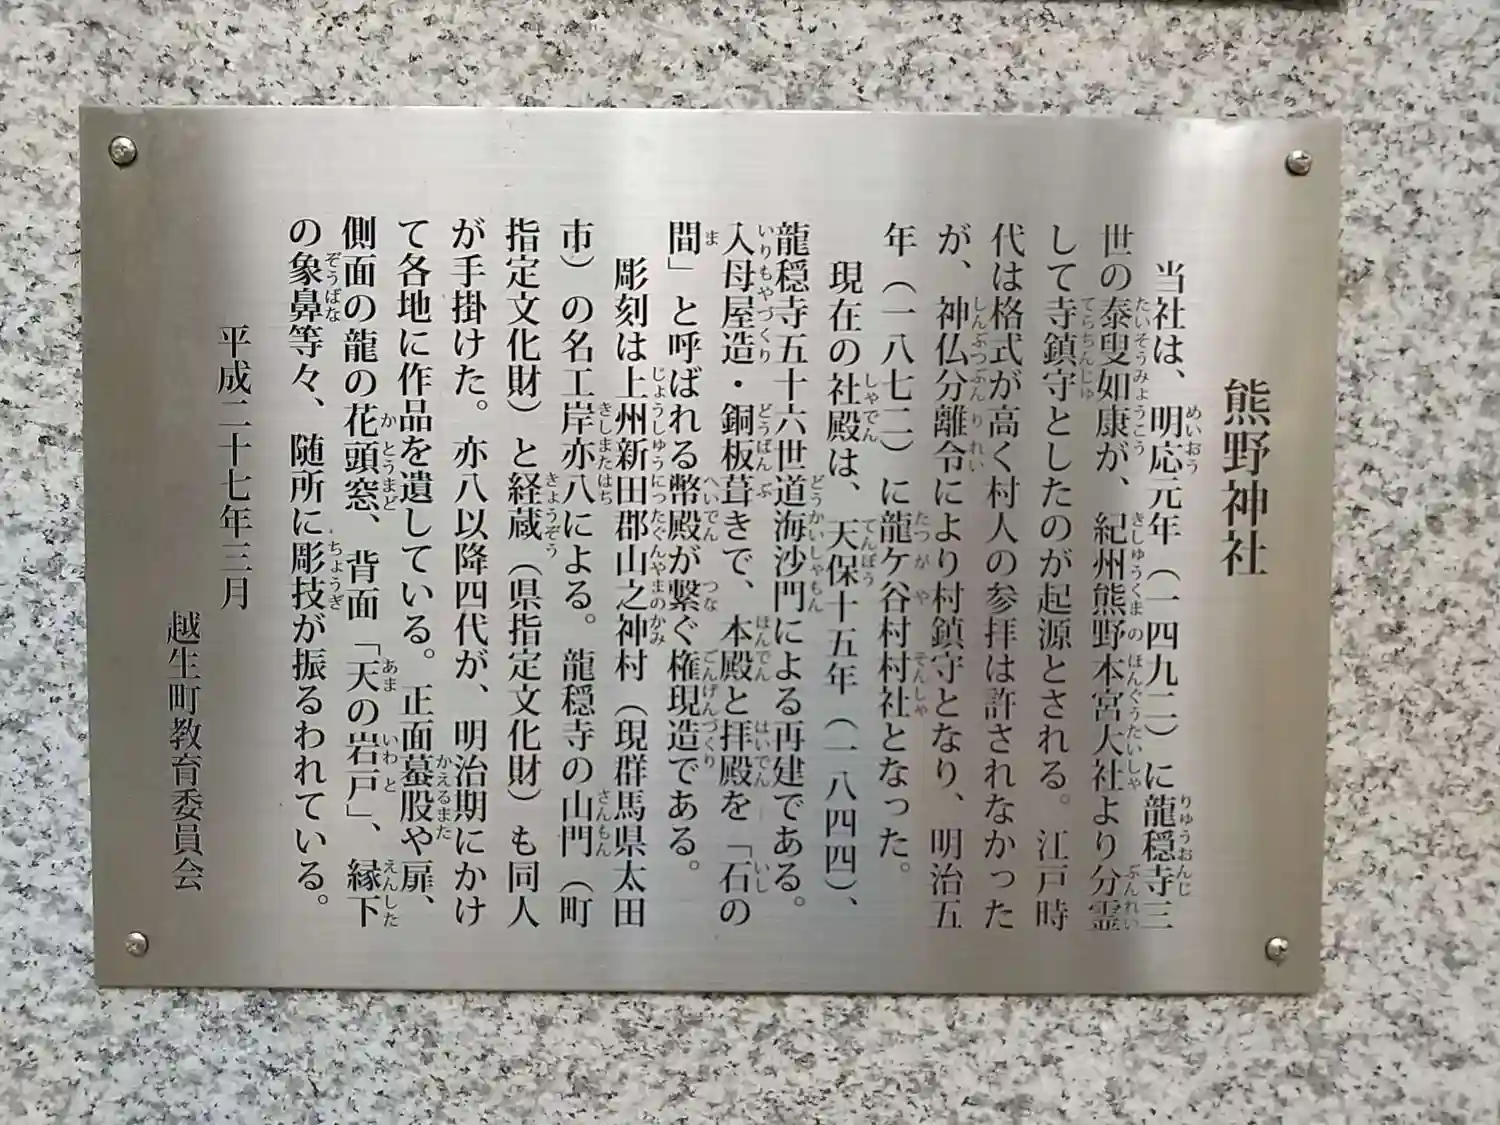 熊野神社
当社は、明応元年（一四九二）に龍穏寺三
世の泰叟如康が、紀州熊野本宮大社より分霊
して寺鎮守としたのが起源とされる。江戸時
代は格式が高く村人の参拝は許されなかった
が、神仏分離令により村鎮守となり、明治五
年（一八七二）に龍ケ谷村村社となった。
現在の社殿は、天保十五年（一八四四）、
龍穏寺五十六世道海沙門による再建である。
入母屋造・銅板葺きで、本殿と拝殿を「石の
間」と呼ばれる幣殿が繋ぐ権現造である。
彫刻は上州新田郡山之神村（現群馬県太田
市）の名工岸亦八による。龍穏寺の山門（町
指定文化財）と経蔵（県指定文化財）も同人
が手掛けた。亦八以降四代が、明治期にかけ
て各地に作品を遺している。正面蟇股や扉、
側面の龍の花頭窓、背面「天の岩戸」、縁下
の象鼻等々、随所に彫技が振るわれている。
平成二十七年三月
越生町教育委員会